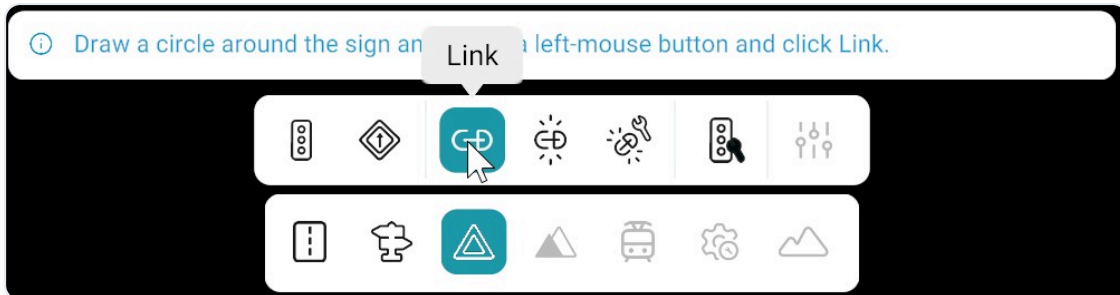 Draw a circle around the sign an a left-mouse button and click Link.
Link